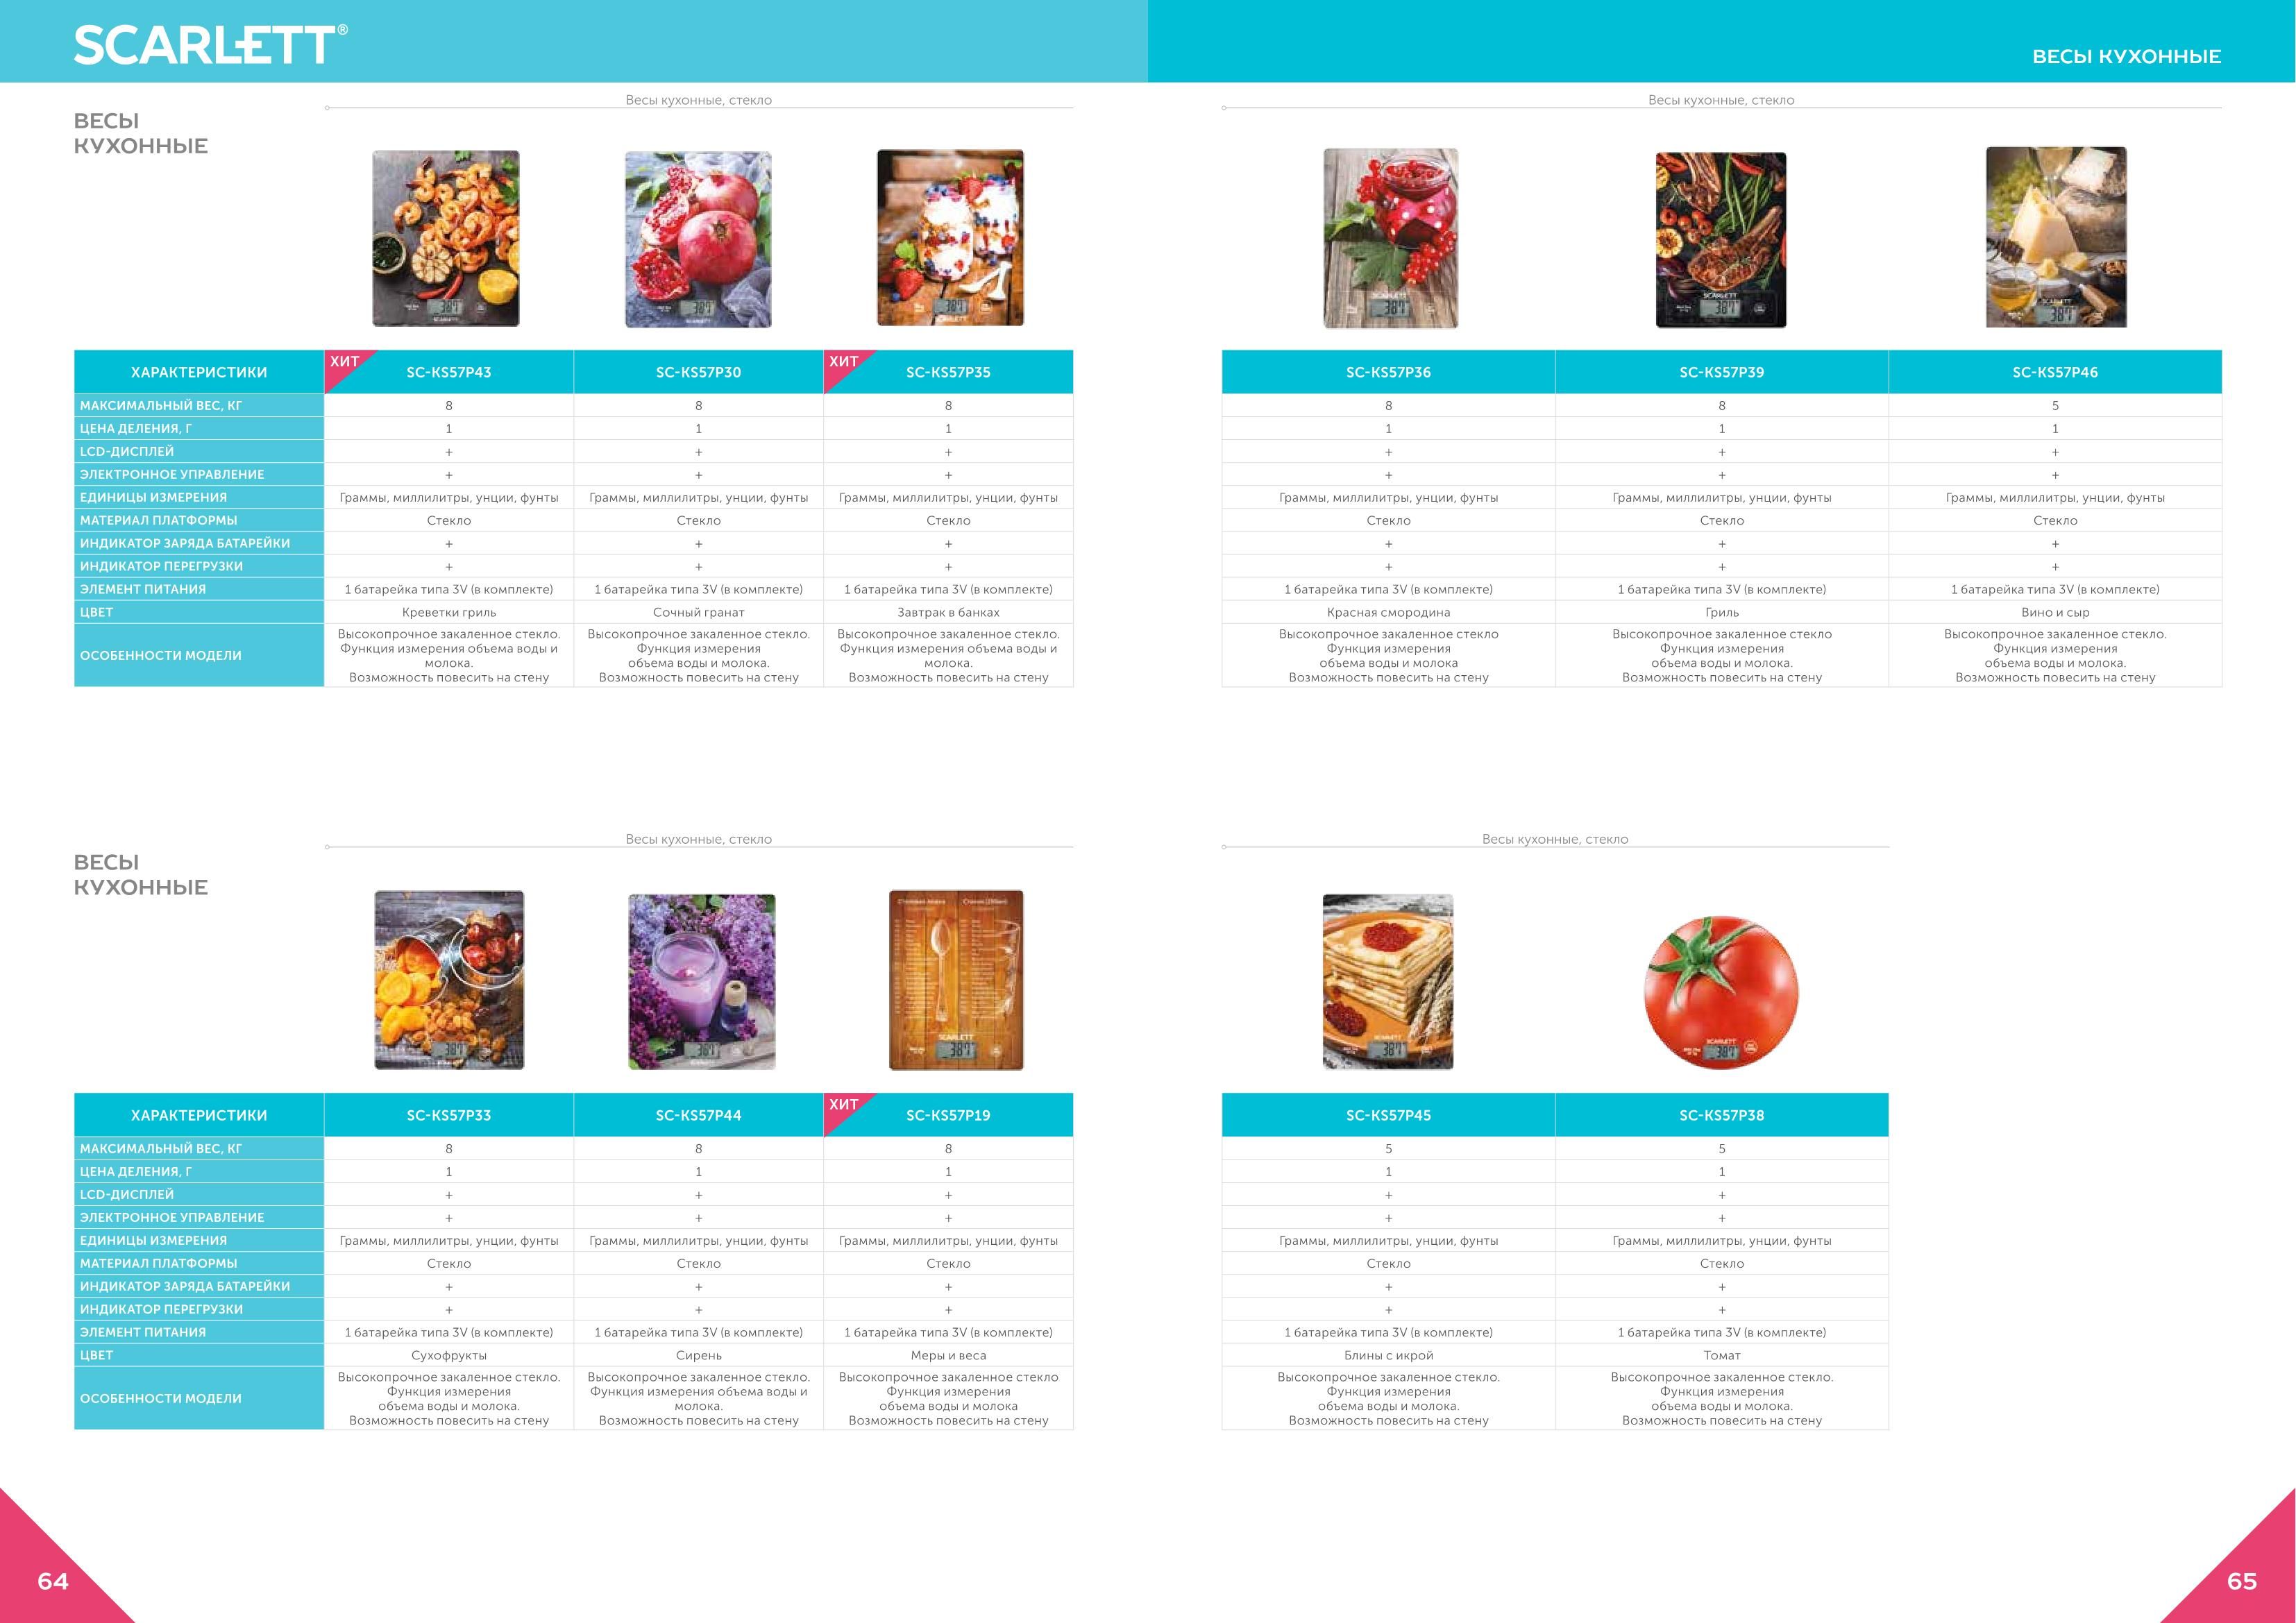 SCARLETT®
ВЕСЫ КУХОННЫЕ
ВЕСЫ
КУХОННЫЕ
Весы кухонные, стекло
SCARLETT
SCARLETT
SCARLETT
ХАРАКТЕРИСТИКИ ХИТ SC-KS57P43 SC-KS57P30 ХИТ SC-KS57P35
МАКСИМАЛЬНЫЙ ВЕС, КГ 8 8 8
ЦЕНА ДЕЛЕНИЯ, Г 1 1 1
LCD-ДИСПЛЕЙ + + +
ЭЛЕКТРОННОЕ УПРАВЛЕНИЕ + + +
ЕДИНИЦЫ ИЗМЕРЕНИЯ Граммы, миллилитры, унции, фунты Граммы, миллилитры, унции, фунты Граммы, миллилитры, унции, фунты
МАТЕРИАЛ ПЛАТФОРМЫ Стекло Стекло Стекло
ИНДИКАТОР ЗАРЯДА БАТАРЕЙКИ + + +
ИНДИКАТОР ПЕРЕГРУЗКИ + + +
ЭЛЕМЕНТ ПИТАНИЯ 1 батарейка типа 3V (в комплекте) 1 батарейка типа 3V (в комплекте) 1 батарейка типа 3V (в комплекте)
ЦВЕТ Креветки гриль Сочный гранат Завтрак в банках
ОСОБЕННОСТИ МОДЕЛИ
Высокопрочное закаленное стекло. Высокопрочное закаленное стекло. Высокопрочное закаленное стекло.
Функция измерения объема воды и Функция измерения Функция измерения объема воды и
молока. объема воды и молока. молока.
Возможность повесить на стену Возможность повесить на стену Возможность повесить на стену
Весы кухонные, стекло
SCARLETT
SCARLETT
SCARLETT
SC-KS57P36 SC-KS57P39 SC-KS57P46
8 8 5
1 1 1
+ + +
+ + +
Граммы, миллилитры, унции, фунты Граммы, миллилитры, унции, фунты Граммы, миллилитры, унции, фунты
Стекло Стекло Стекло
+ + +
+ + +
1 батарейка типа 3V (в комплекте) 1 батарейка типа 3V (в комплекте) 1 батарейка типа 3V (в комплекте)
Красная смородина Гриль Вино и сыр
Высокопрочное закаленное стекло Высокопрочное закаленное стекло Высокопрочное закаленное стекло.
Функция измерения Функция измерения Функция измерения
объема воды и молока объема воды и молока. объема воды и молока.
Возможность повесить на стену Возможность повесить на стену Возможность повесить на стену
ВЕСЫ
КУХОННЫЕ
Весы кухонные, стекло
SCARLETT
ХАРАКТЕРИСТИКИ SC-KS57P33 SC-KS57P44 ХИТ SC-KS57P19
МАКСИМАЛЬНЫЙ ВЕС, КГ 8 8 8
ЦЕНА ДЕЛЕНИЯ, Г 1 1 1
LCD-ДИСПЛЕЙ + + +
ЭЛЕКТРОННОЕ УПРАВЛЕНИЕ + + +
ЕДИНИЦЫ ИЗМЕРЕНИЯ Граммы, миллилитры, унции, фунты Граммы, миллилитры, унции, фунты Граммы, миллилитры, унции, фунты
МАТЕРИАЛ ПЛАТФОРМЫ Стекло Стекло Стекло
ИНДИКАТОР ЗАРЯДА БАТАРЕЙКИ + + +
ИНДИКАТОР ПЕРЕГРУЗКИ + + +
ЭЛЕМЕНТ ПИТАНИЯ 1 батарейка типа 3V (в комплекте) 1 батарейка типа 3V (в комплекте) 1 батарейка типа 3V (в комплекте)
ЦВЕТ Сухофрукты Сирень Меры и веса
ОСОБЕННОСТИ МОДЕЛИ
Высокопрочное закаленное стекло. Высокопрочное закаленное стекло. Высокопрочное закаленное стекло
Функция измерения Функция измерения объема воды и Функция измерения
объема воды и молока. молока. объема воды и молока
Возможность повесить на стену Возможность повесить на стену Возможность повесить на стену
Весы кухонные, стекло
SCARLETT
SCARLETT
SC-KS57P45 SC-KS57P38
5 5
1 1
+ +
+ +
Граммы, миллилитры, унции, фунты Граммы, миллилитры, унции, фунты
Стекло Стекло
+ +
+ +
1 батарейка типа 3V (в комплекте) 1 батарейка типа 3V (в комплекте)
Блины с икрой Томат
Высокопрочное закаленное стекло. Высокопрочное закаленное стекло.
Функция измерения Функция измерения
объема воды и молока. объема воды и молока.
Возможность повесить на стену Возможность повесить на стену
64
65